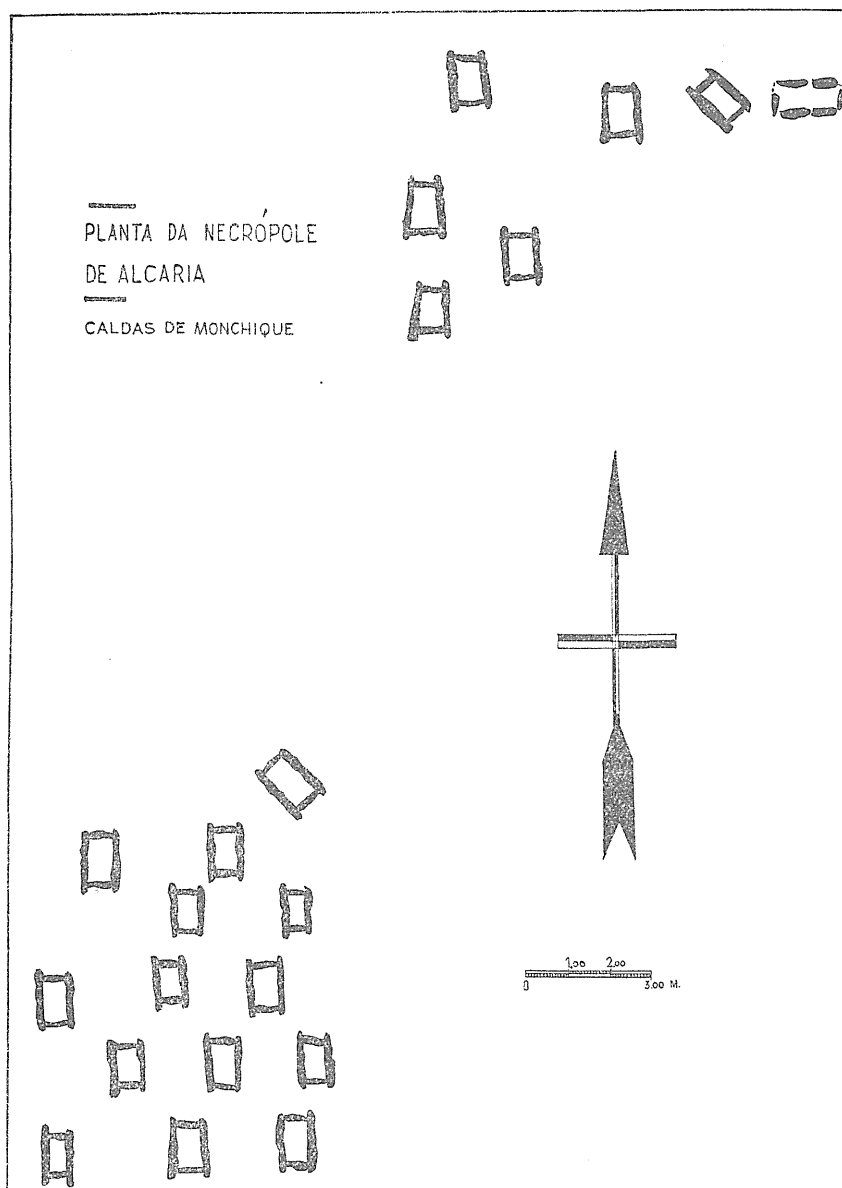 PLANTA DA NECRÓPOLE
DE ALCARIA
CALDAS DE MONCHIQUE
1,00 2,00
0 3.00 M.